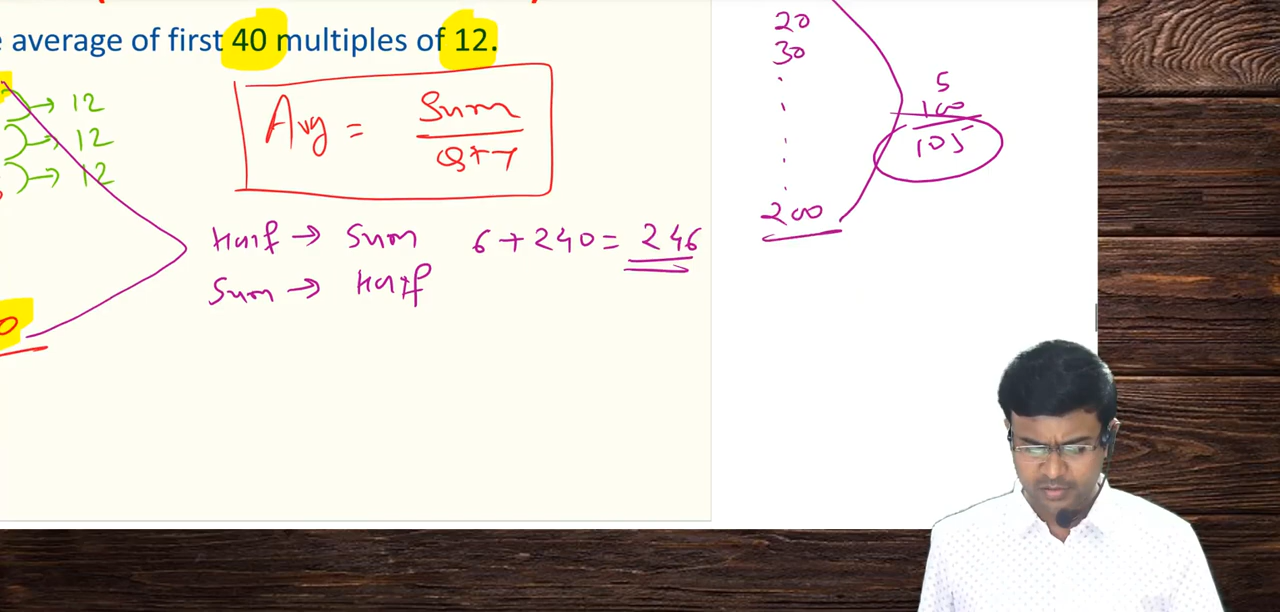 average of first 40 multiples of 12.
12
12
12
Avg = Sum
Qty
Half → Sum 6 + 240 = 246
Sum → Half
20
30
200
5
100
105